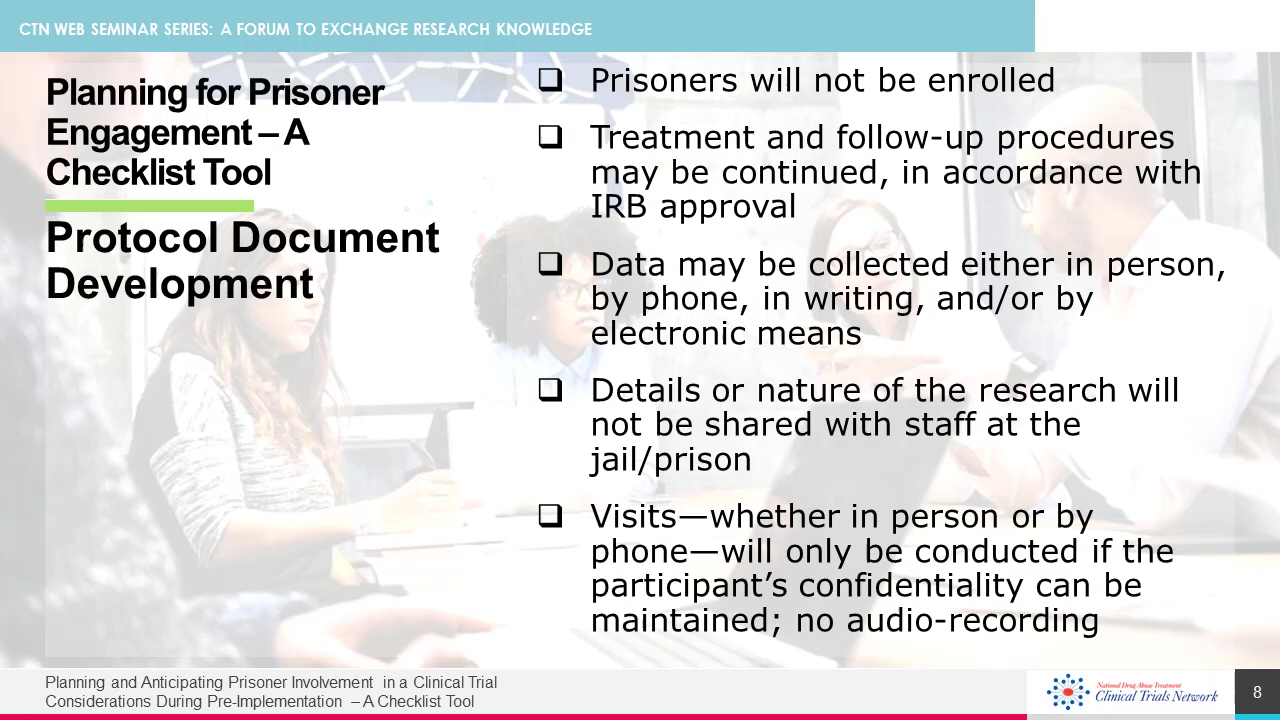 CTN WEB SEMINAR SERIES: A FORUM TO EXCHANGE RESEARCH KNOWLEDGE
Planning for Prisoner
Engagement – A
Checklist Tool
Protocol Document
Development
❑ Prisoners will not be enrolled
❑ Treatment and follow-up procedures
may be continued, in accordance with
IRB approval
❑ Data may be collected either in person,
by phone, in writing, and/or by
electronic means
❑ Details or nature of the research will
not be shared with staff at the
jail/prison
❑ Visits—whether in person or by
phone—will only be conducted if the
participant’s confidentiality can be
maintained; no audio-recording
Planning and Anticipating Prisoner Involvement in a Clinical Trial
Considerations During Pre-Implementation – A Checklist Tool
National Drug Abuse Treatment
Clinical Trials Network
8